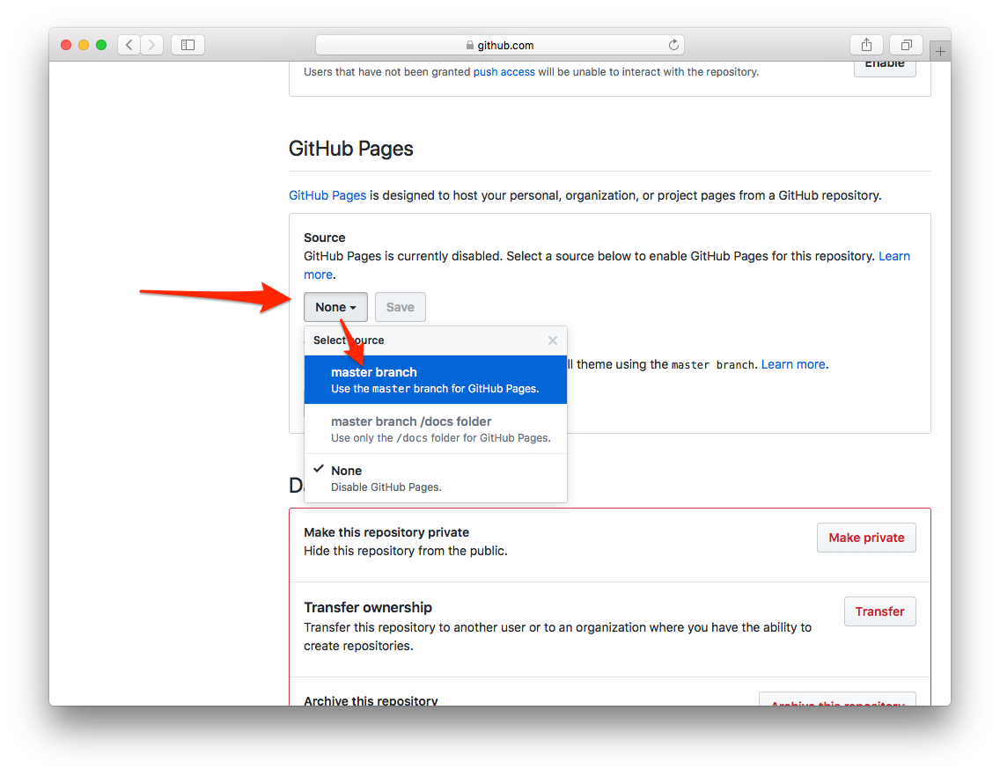 github.com
Users that have not been granted push access will be unable to interact with the repository.
Enable
GitHub Pages
GitHub Pages is designed to host your personal, organization, or project pages from a GitHub repository.
Source
GitHub Pages is currently disabled. Select a source below to enable GitHub Pages for this repository. Learn
more.
None
Save
Select source
ll theme using the master branch. Learn more.
master branch
Use the master branch for GitHub Pages.
master branch /docs folder
Use only the /docs folder for GitHub Pages.
None
Disable GitHub Pages.
D
Make this repository private
Hide this repository from the public.
Make private
Transfer ownership
Transfer this repository to another user or to an organization where you have the ability to
create repositories.
Transfer
Archive this repository
Archive this repository